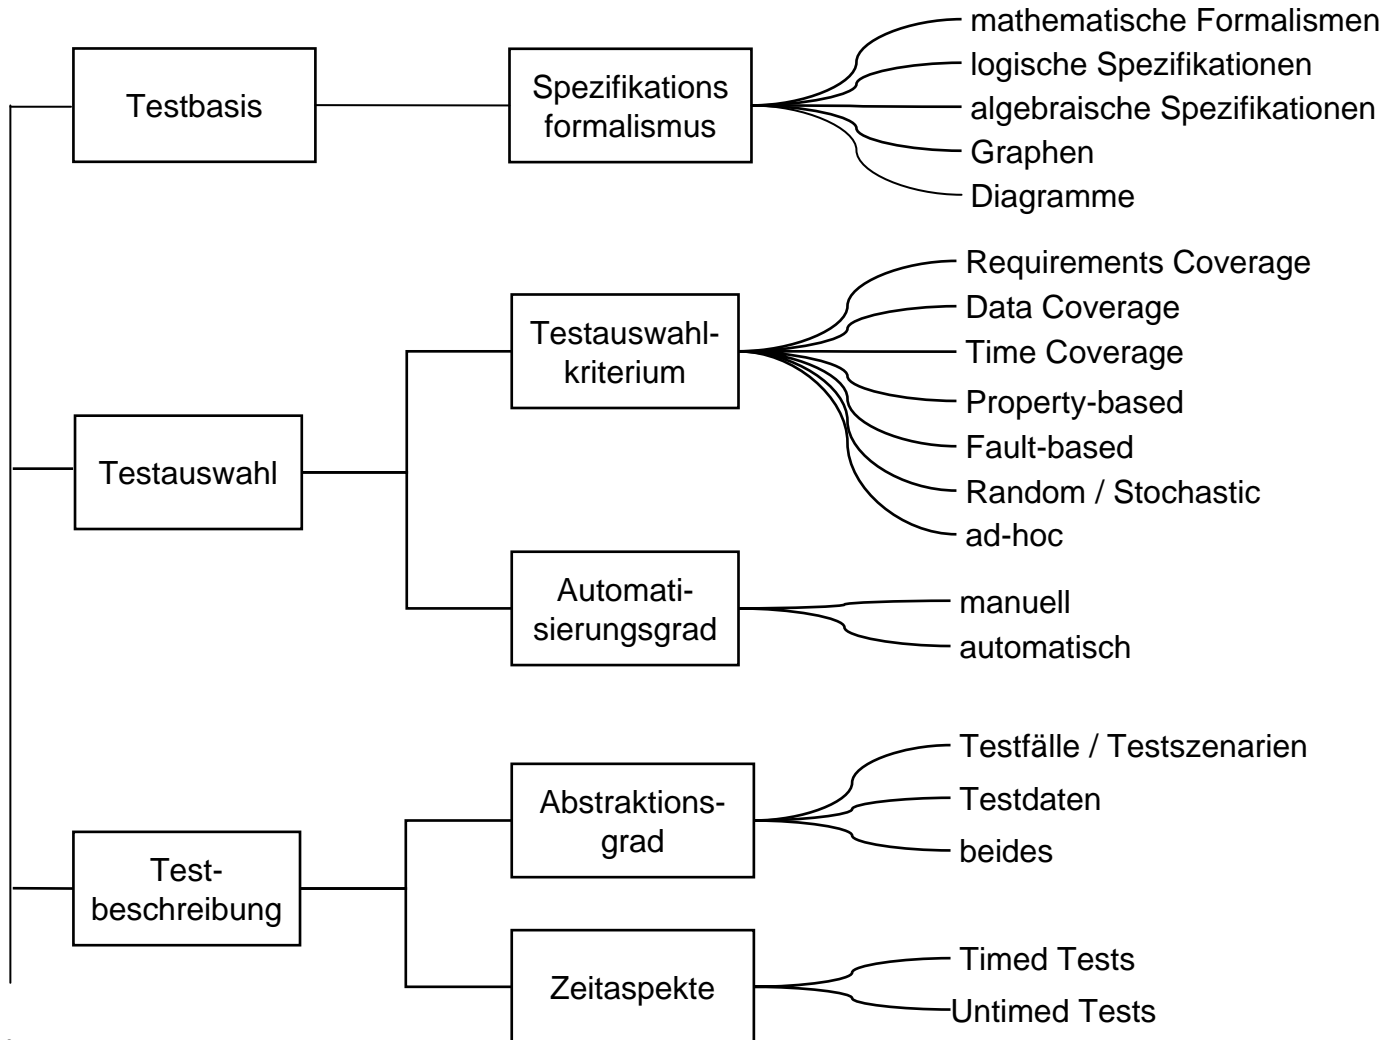 Testbasis
Spezifikations
formalismus
mathematische Formalismen
logische Spezifikationen
algebraische Spezifikationen
Graphen
Diagramme
Testauswahl
Testauswahl-
kriterium
Requirements Coverage
Data Coverage
Time Coverage
Property-based
Fault-based
Random / Stochastic
ad-hoc
Automati-
sierungsgrad
manuell
automatisch
Test-
beschreibung
Abstraktions-
grad
Testfälle / Testszenarien
Testdaten
beides
Zeitaspekte
Timed Tests
Untimed Tests